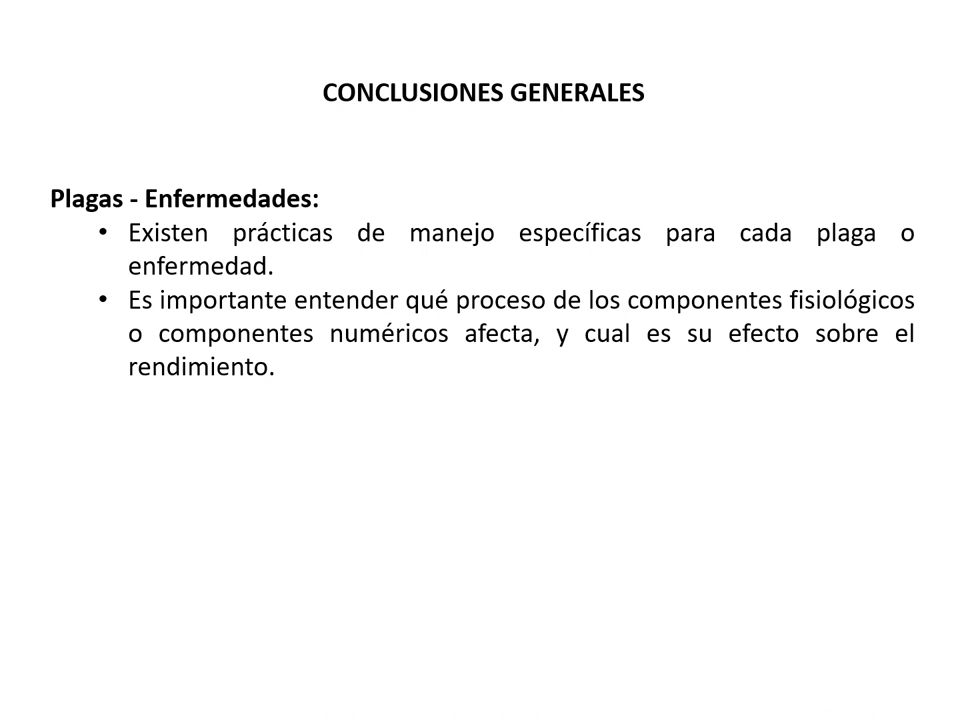 CONCLUSIONES GENERALES
Plagas - Enfermedades:
• Existen prácticas de manejo específicas para cada plaga o
enfermedad.
• Es importante entender qué proceso de los componentes fisiológicos
o componentes numéricos afecta, y cual es su efecto sobre el
rendimiento.